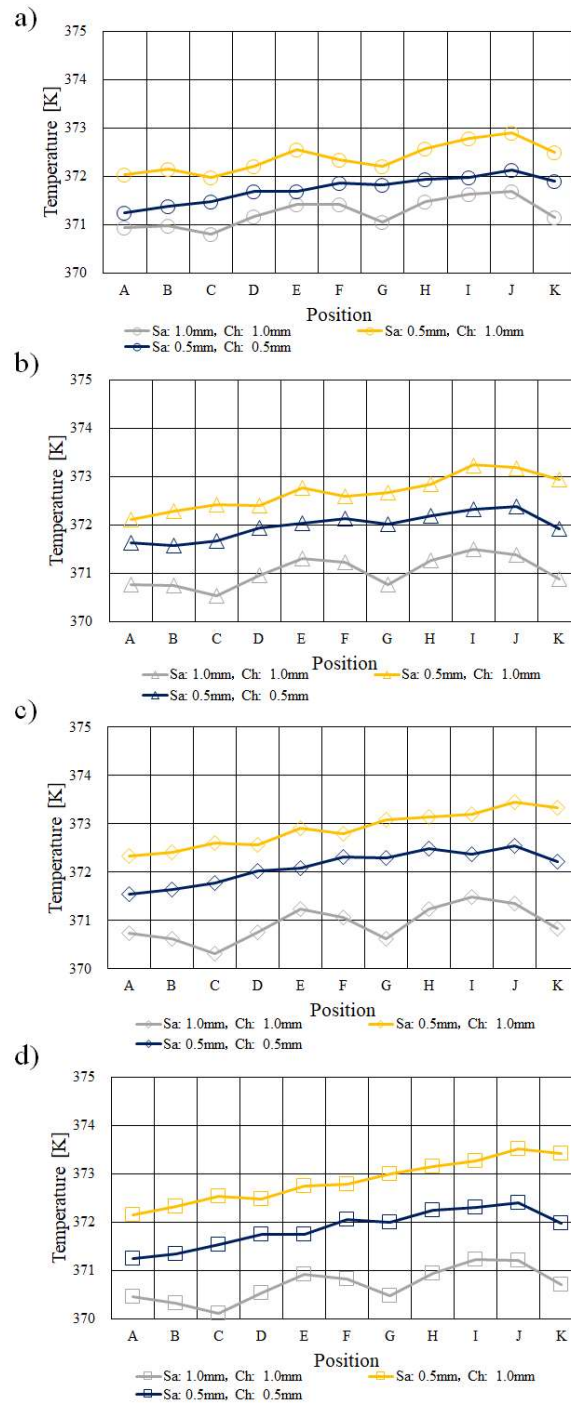 a)
375
374
373
372
371
370
Temperature [K]
A B C D E F G H I J K
Position
Sa: 1.0mm, Ch: 1.0mm Sa: 0.5mm, Ch: 1.0mm
Sa: 0.5mm, Ch: 0.5mm
b)
375
374
373
372
371
370
Temperature [K]
A B C D E F G H I J K
Position
Sa: 1.0mm, Ch: 1.0mm Sa: 0.5mm, Ch: 1.0mm
Sa: 0.5mm, Ch: 0.5mm
c)
375
374
373
372
371
370
Temperature [K]
A B C D E F G H I J K
Position
Sa: 1.0mm, Ch: 1.0mm Sa: 0.5mm, Ch: 1.0mm
Sa: 0.5mm, Ch: 0.5mm
d)
375
374
373
372
371
370
Temperature [K]
A B C D E F G H I J K
Position
Sa: 1.0mm, Ch: 1.0mm Sa: 0.5mm, Ch: 1.0mm
Sa: 0.5mm, Ch: 0.5mm